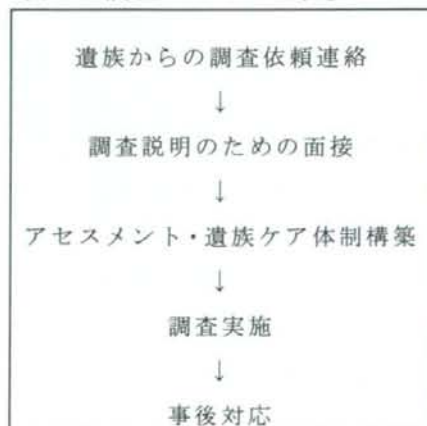 遺族からの調査依頼連絡
↓
調査説明のための面接
↓
アセスメント・遺族ケア体制構築
↓
調査実施
↓
事後対応